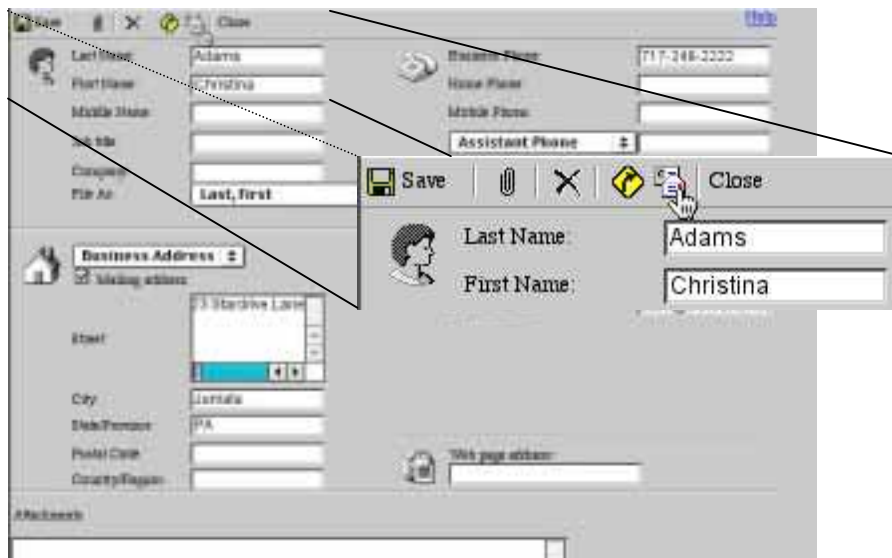 Save Close Help
Last Name: Adams Business Phone 717-248-2222
First Name Christina Home Phone
Middle Name Mobile Phone
Job title Assistant Phone
Company
File As Last, First
Save Close
Last Name: Adams
First Name: Christina
Business Address
Mailing address
Stardrive Lane
Street
City
State/Province PA
Postal Code Web page address:
Country/Region
Attachments